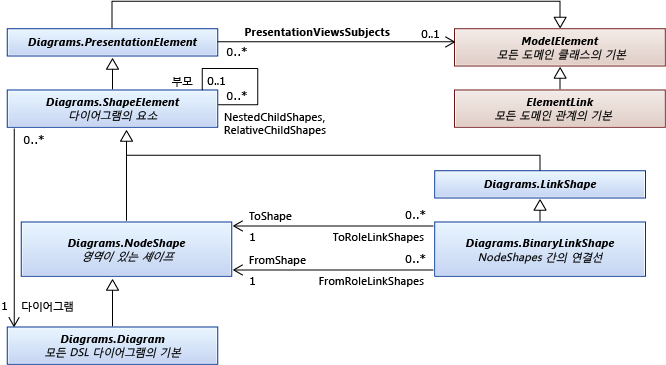 PresentationViewsSubjects
Diagrams.PresentationElement
0..*
0..1
ModelElement
모든 도메인 클래스의 기본
부모
0..1
0..*
Diagrams.ShapeElement
다이어그램의 요소
NestedChildShapes,
RelativeChildShapes
ElementLink
모든 도메인 관계의 기본
0..*
Diagrams.LinkShape
ToShape
0..*
1
ToRoleLinkShapes
Diagrams.NodeShape
영역이 있는 셰이프
Diagrams.BinaryLinkShape
NodeShapes 간의 연결선
FromShape
0..*
1
FromRoleLinkShapes
1
다이어그램
Diagrams.Diagram
모든 DSL 다이어그램의 기본